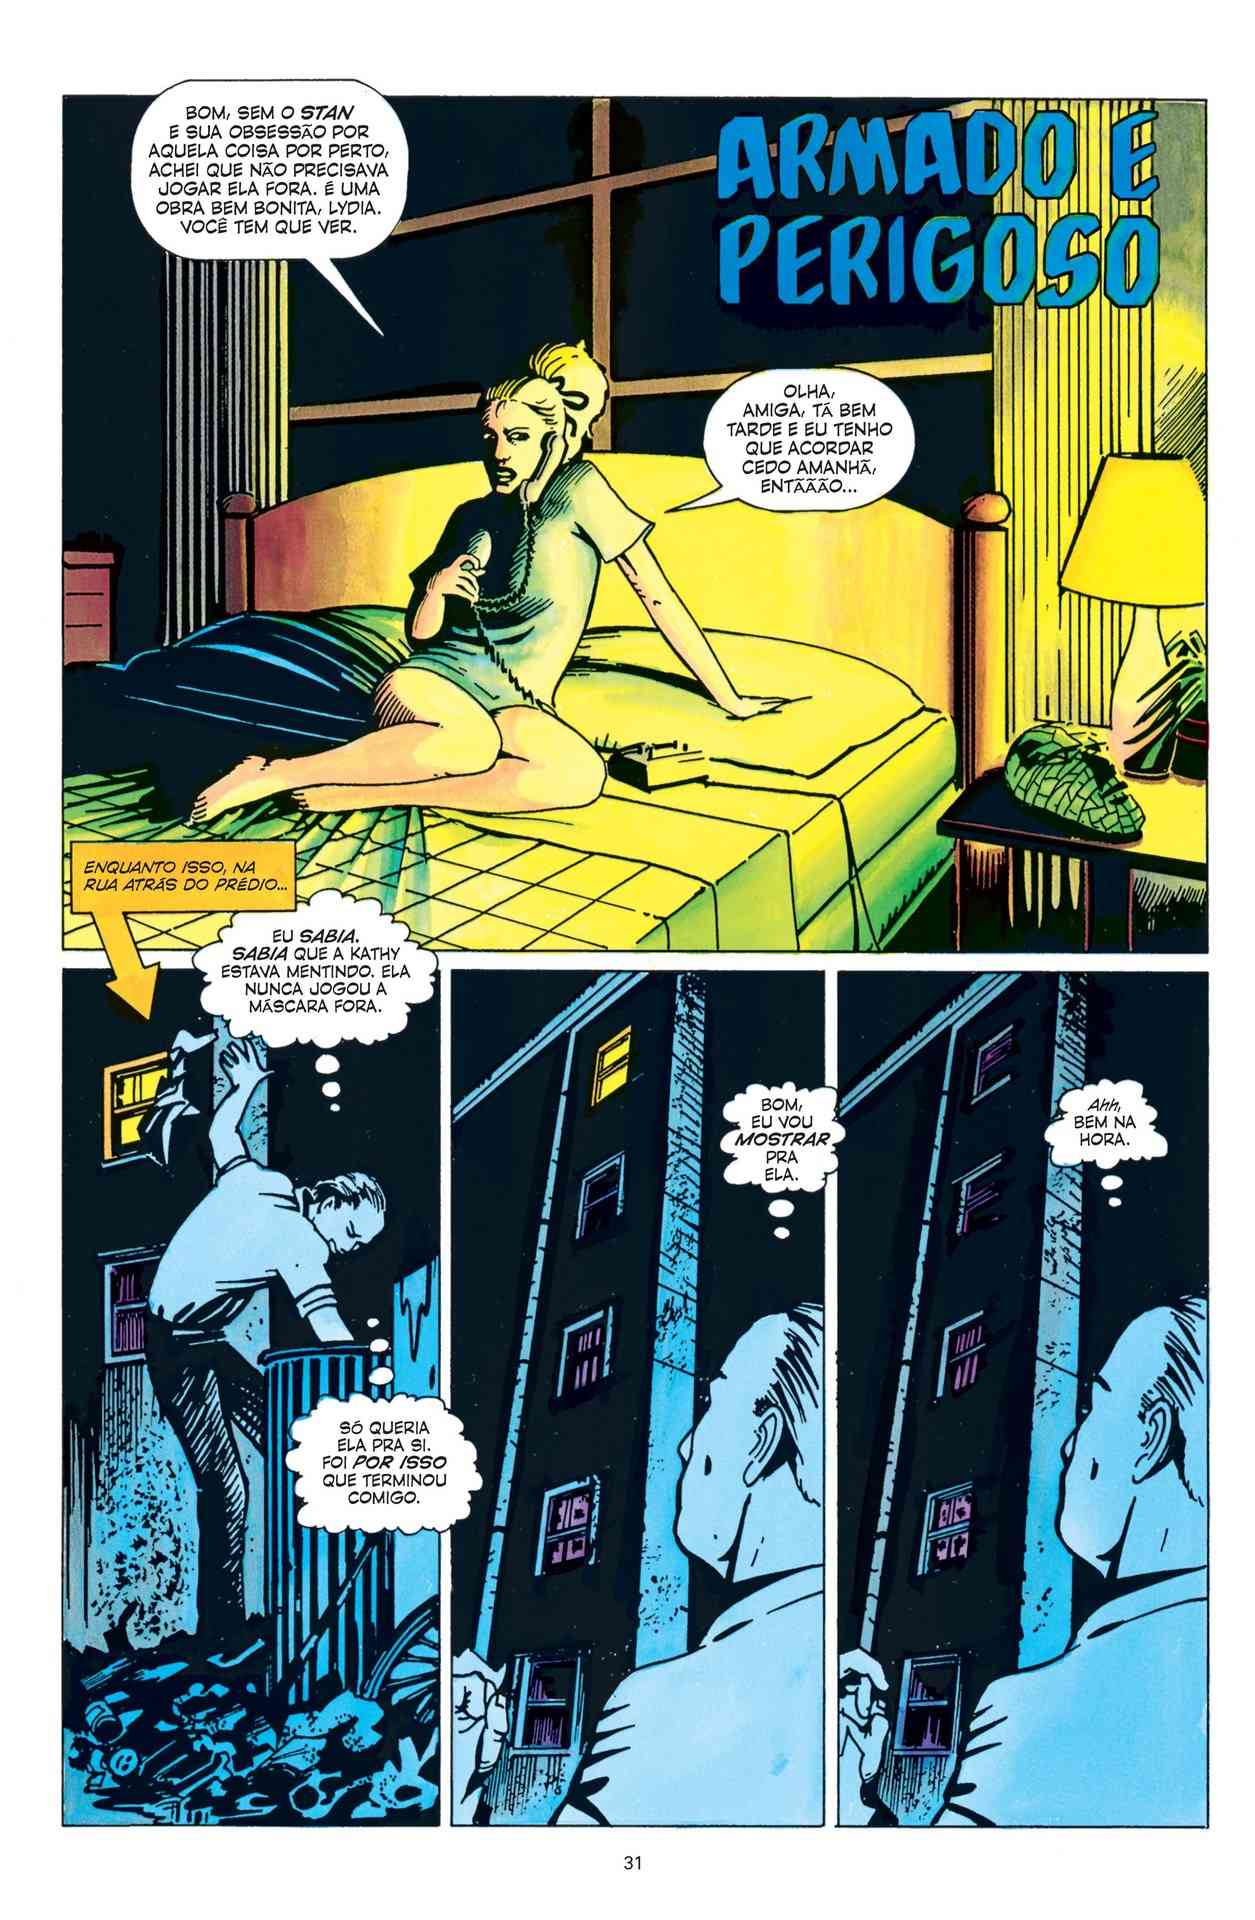 BOM, SEM O STAN
E SUA OBSESSÃO POR
AQUELA COISA POR PERTO,
ACHEI QUE NÃO PRECISAVA
JOGAR ELA FORA. É UMA
OBRA BEM BONITA, LYDIA.
VOCÊ TEM QUE VER.
ARMADO E
PERIGOSO
OLHA,
AMIGA, TÁ BEM
TARDE E EU TENHO
QUE ACORDAR
CEDO AMANHÃ,
ENTÃÃÃO...
ENQUANTO ISSO, NA
RUA ATRÁS DO PRÉDIO...
EU SABIA.
SABIA QUE A KATHY
ESTAVA MENTINDO. ELA
NUNCA JOGOU A
MÁSCARA FORA.
SÓ QUERIA
ELA PRA SI.
FOI POR ISSO
QUE TERMINOU
COMIGO.
BOM,
EU VOU
MOSTRAR
PRA
ELA.
Ahh,
BEM NA
HORA.
31